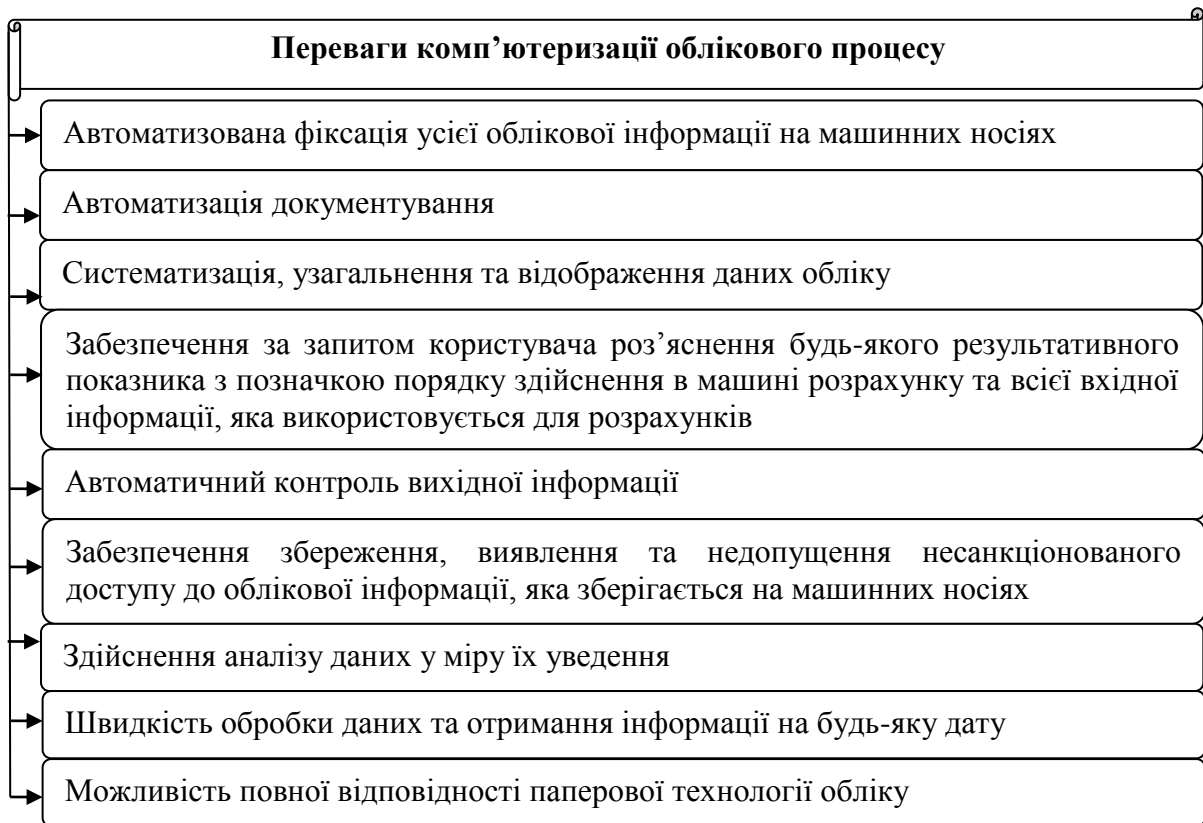 Переваги комп’ютеризації облікового процесу
Автоматизована фіксація усієї облікової інформації на машинних носіях
Автоматизація документування
Систематизація, узагальнення та відображення даних обліку
Забезпечення за запитом користувача роз’яснення будь-якого результативного
показника з позначкою порядку здійснення в машині розрахунку та всієї вхідної
інформації, яка використовується для розрахунків
Автоматичний контроль вихідної інформації
Забезпечення збереження, виявлення та недопущення несанкціонованого
доступу до облікової інформації, яка зберігається на машинних носіях
Здійснення аналізу даних у міру їх уведення
Швидкість обробки даних та отримання інформації на будь-яку дату
Можливість повної відповідності паперової технології обліку